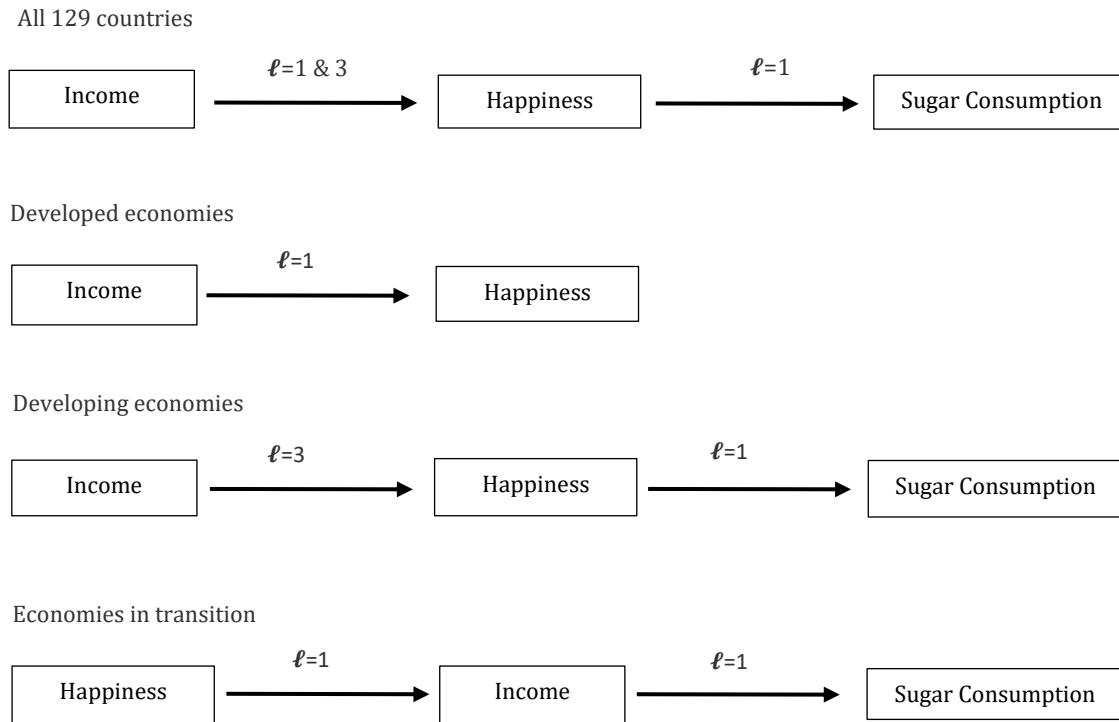 All 129 countries
ℓ=1 & 3
ℓ=1
Income
Happiness
Sugar Consumption
Developed economies
ℓ=1
Income
Happiness
Developing economies
ℓ=3
ℓ=1
Income
Happiness
Sugar Consumption
Economies in transition
ℓ=1
ℓ=1
Happiness
Income
Sugar Consumption